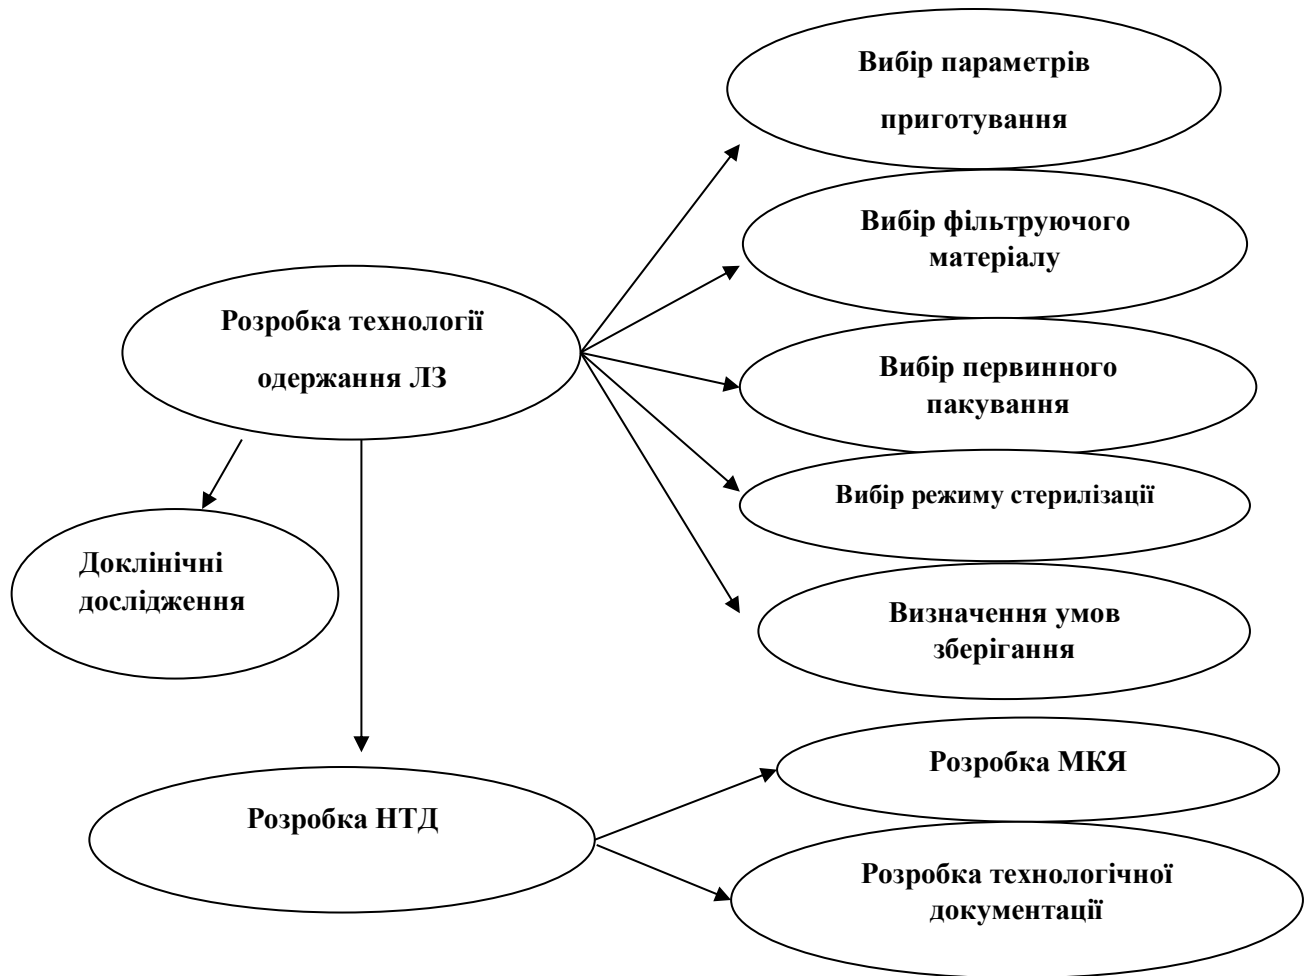 Вибір параметрів
приготування
Вибір фільтруючого
матеріалу
Розробка технології
одержання ЛЗ
Вибір первинного
пакування
Вибір режиму стерилізації
Доклінічні
дослідження
Визначення умов
зберігання
Розробка НТД
Розробка МКЯ
Розробка технологічної
документації